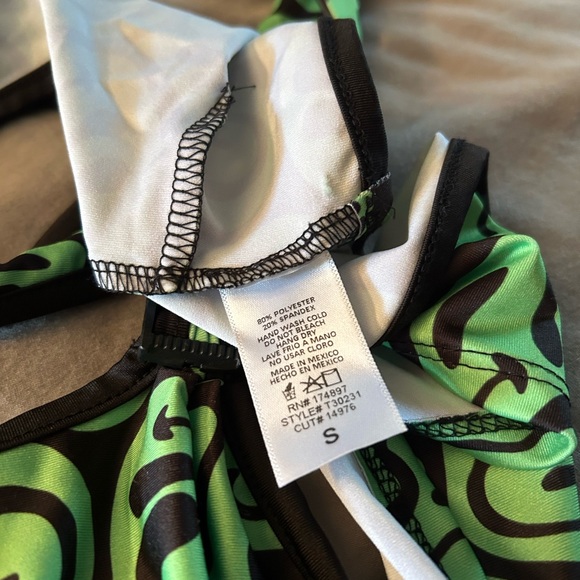 80% POLYESTER
20% SPANDEX
HAND WASH COLD
DO NOT BLEACH
HANG DRY
LAVE FRIO A MANO
NO USAR CLORO
MADE IN MEXICO
HECHO EN MEXICO
RN# 174897
STYLE# T30231
CUT# 14976
S